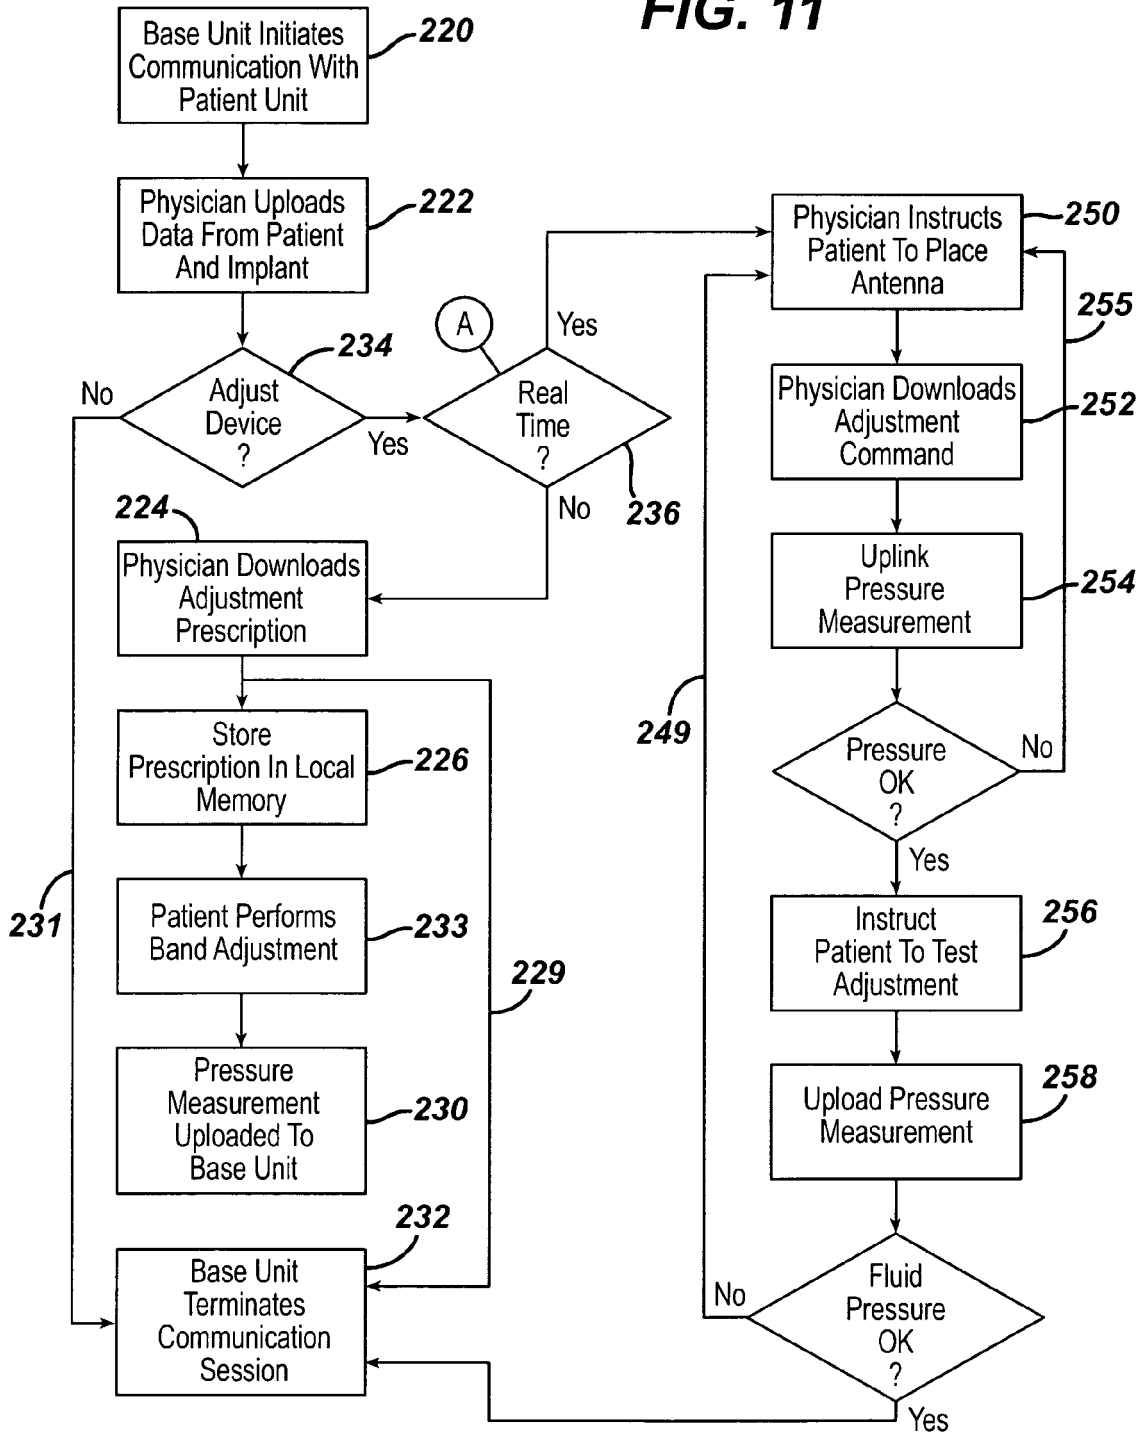 FIG. 11
Base Unit Initiates
Communication With
Patient Unit
220
Physician Uploads
Data From Patient
And Implant
222
Adjust
Device
?
234
No
Yes
A
Real
Time
?
236
Yes
No
224
Physician Downloads
Adjustment
Prescription
Store
Prescription In Local
Memory
226
Patient Performs
Band Adjustment
233
229
231
Pressure
Measurement
Uploaded To
Base Unit
230
232
Base Unit
Terminates
Communication
Session
Physician Instructs
Patient To Place
Antenna
250
255
Physician Downloads
Adjustment
Command
252
Uplink
Pressure
Measurement
254
249
Pressure
OK
?
No
Yes
Instruct
Patient To Test
Adjustment
256
Upload Pressure
Measurement
258
Fluid
Pressure
OK
?
No
Yes